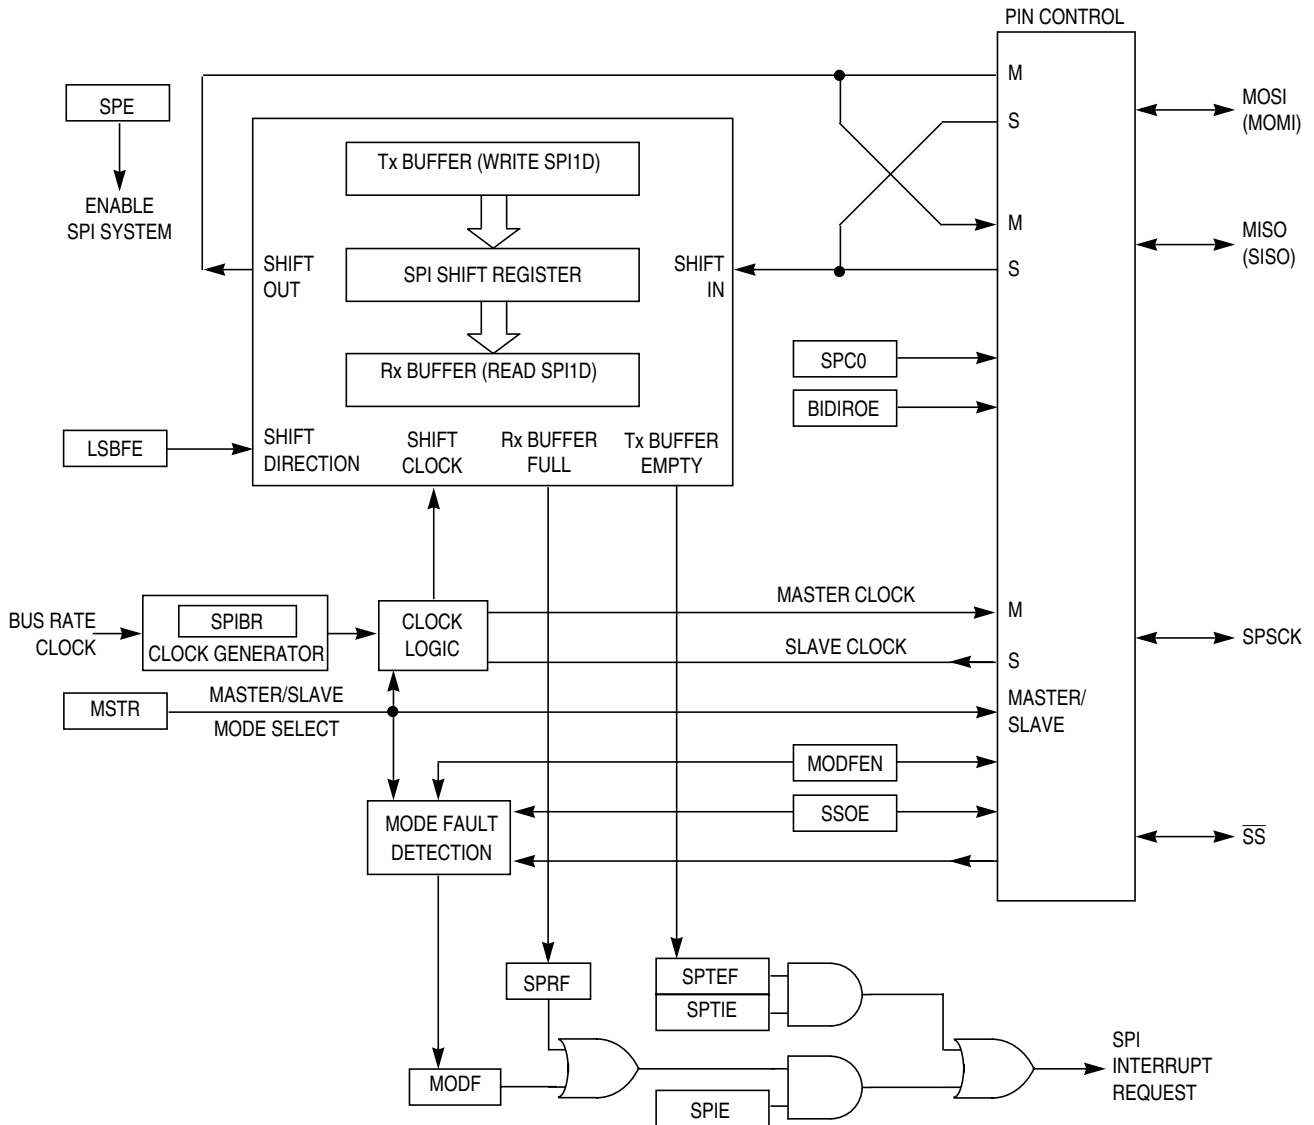 PIN CONTROL
M
SPE
MOSI
(MOMI)
S
Tx BUFFER (WRITE SPI1D)
ENABLE
SPI SYSTEM
M
MISO
(SISO)
SHIFT
OUT
SPI SHIFT REGISTER
SHIFT
IN
S
SPC0
Rx BUFFER (READ SPI1D)
BIDIROE
LSBFE
SHIFT
DIRECTION
SHIFT
CLOCK
Rx BUFFER
FULL
Tx BUFFER
EMPTY
MASTER CLOCK
M
BUS RATE
CLOCK
SPIBR
CLOCK GENERATOR
CLOCK
LOGIC
SLAVE CLOCK
S
SPSCK
MSTR
MASTER/SLAVE
MODE SELECT
MASTER/
SLAVE
MODFEN
MODE FAULT
DETECTION
SSOE
SS
SPRF
SPTEF
SPTIE
SPI
INTERRUPT
REQUEST
MODF
SPIE